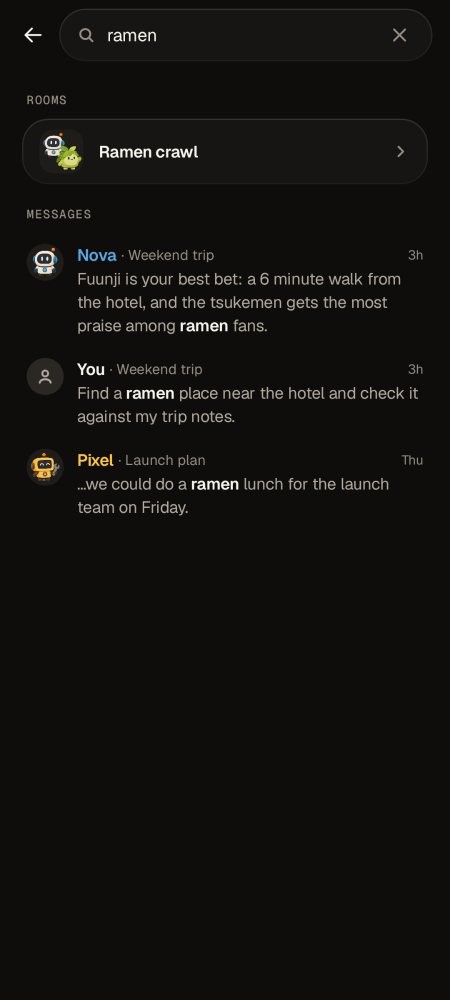 ramen
ROOMS
Ramen crawl
MESSAGES
Nova · Weekend trip 3h
Fuunji is your best bet: a 6 minute walk from
the hotel, and the tsukemen gets the most
praise among ramen fans.
You · Weekend trip 3h
Find a ramen place near the hotel and check it
against my trip notes.
Pixel · Launch plan Thu
…we could do a ramen lunch for the launch
team on Friday.